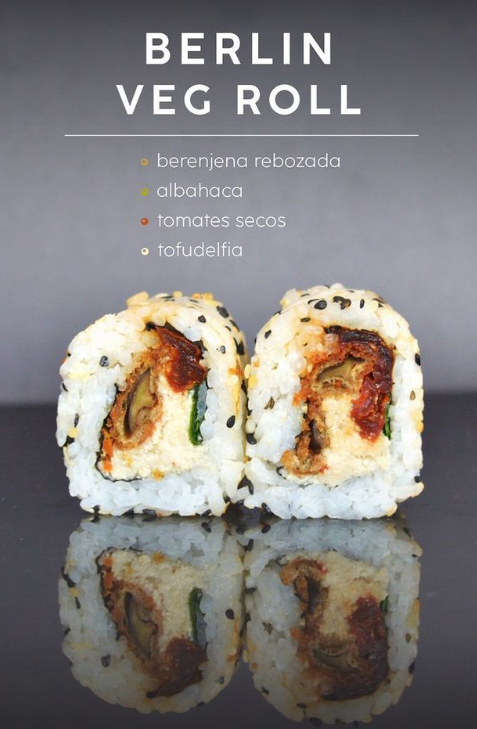 BERLIN
VEG ROLL
berenjena rebozada
albahaca
tomates secos
tofudelfia